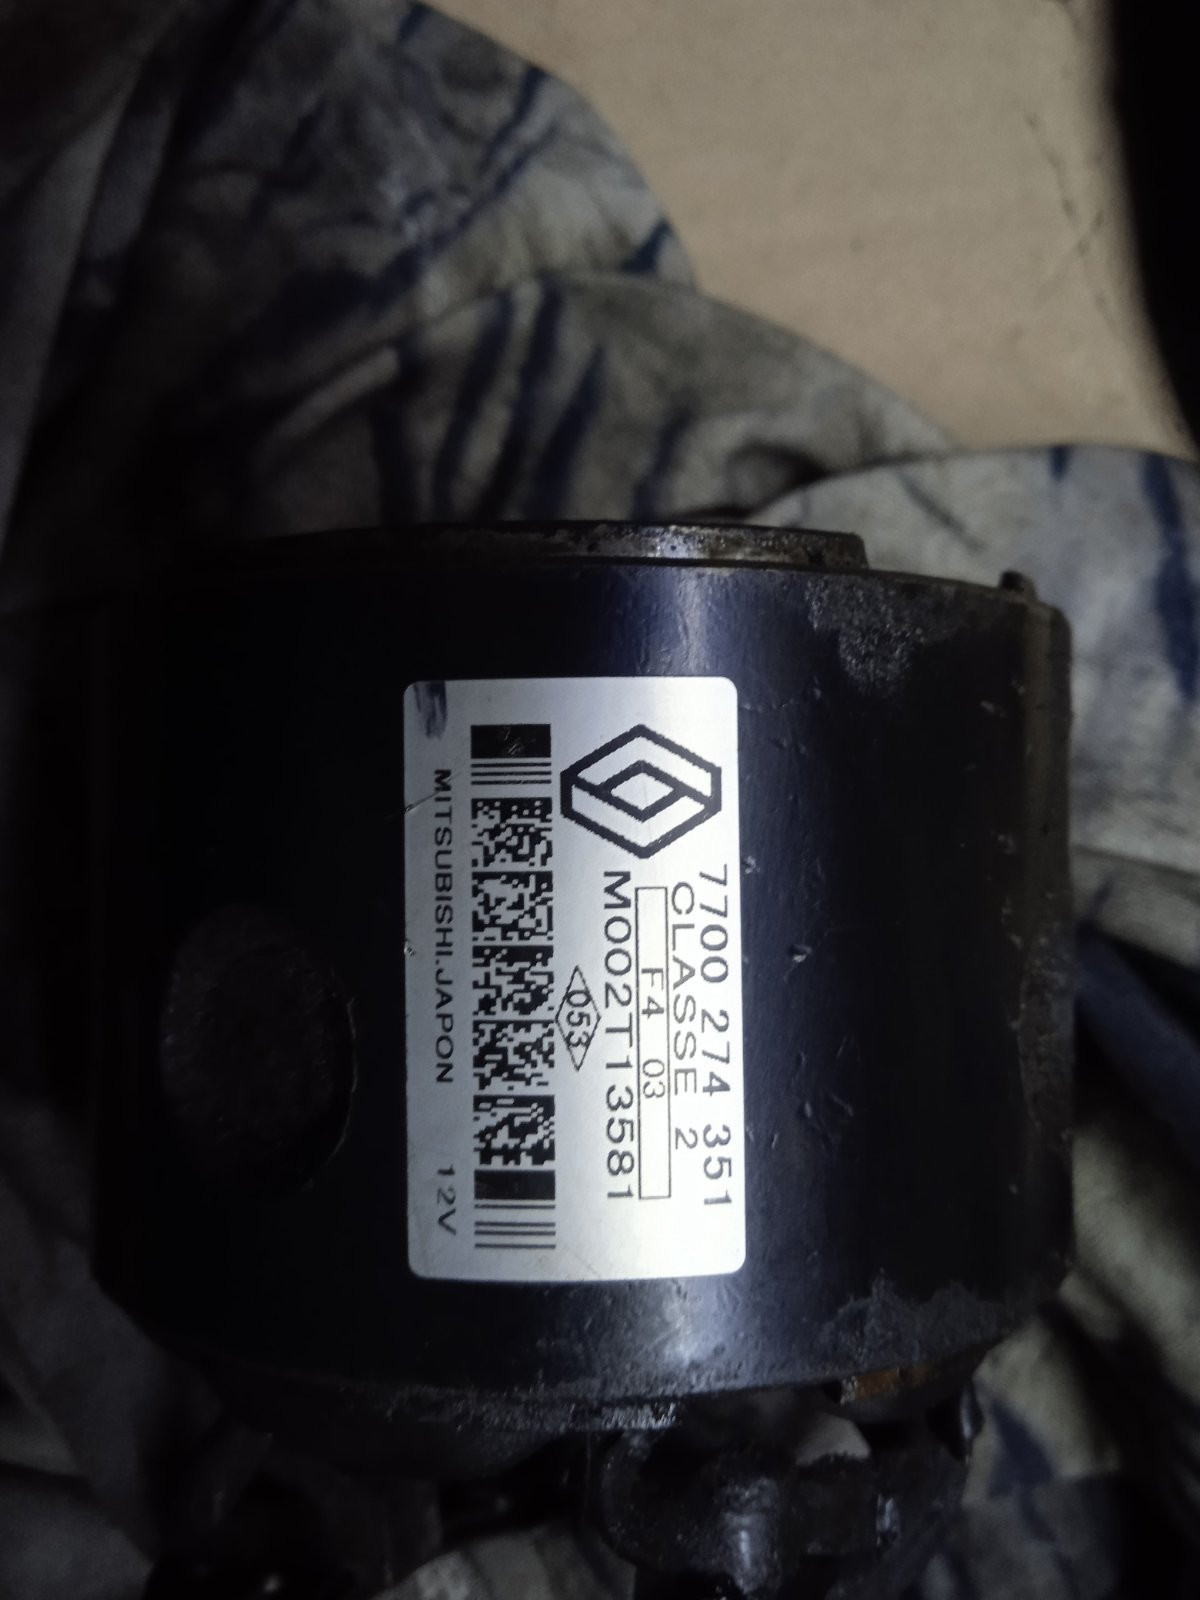 7700 274 351
CLASSE 2
F4 03
M002T13581
053
MITSUBISHI.JAPON 12V